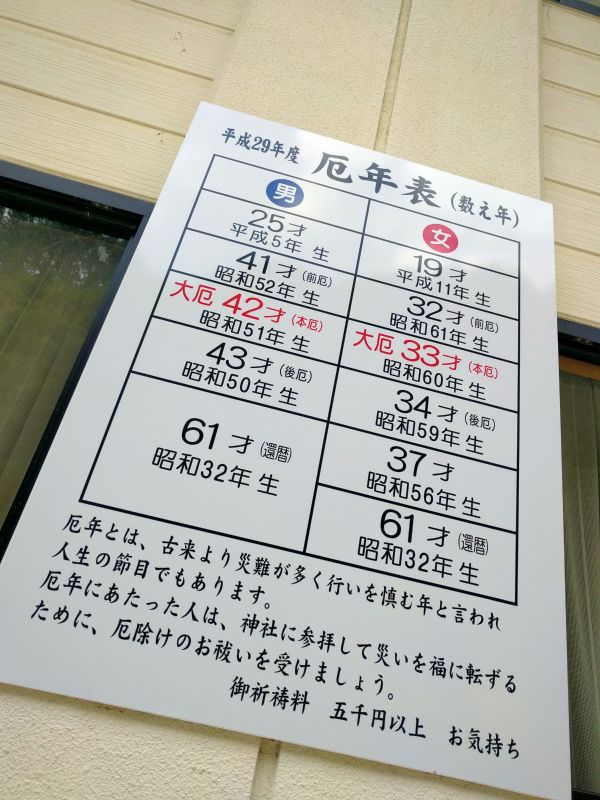 平成29年度 厄年表(数え年)
男
25才
平成5年 生
41才(前厄)
昭和52年 生
大厄42才(本厄)
昭和51年 生
43才(後厄)
昭和50年 生
61才(還暦)
昭和32年 生
女
19才
平成11年 生
32才(前厄)
昭和61年 生
大厄33才(本厄)
昭和60年 生
34才(後厄)
昭和59年 生
37才
昭和56年 生
61才(還暦)
昭和32年 生
厄年とは、古来より災難が多く行いを慎む年と言われ
人生の節目でもあります。
厄年にあたった人は、神社に参拝して災いを福に転ずる
ために、厄除けのお祓いを受けましょう。
御祈祷料 五千円以上 お気持ち